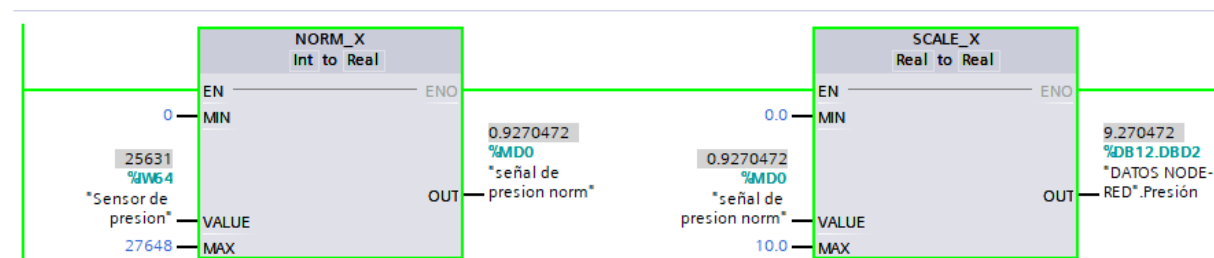 NORM_X
Int to Real
EN
ENO
0
MIN
25631
%IW64
"Sensor de
presion"
VALUE
27648
MAX
0.9270472
%MD0
"señal de
presion norm"
OUT
SCALE_X
Real to Real
EN
ENO
0.0
MIN
0.9270472
%MD0
"señal de
presion norm"
VALUE
10.0
MAX
9.270472
%DB12.DBD2
"DATOS NODE-
RED".Presión
OUT